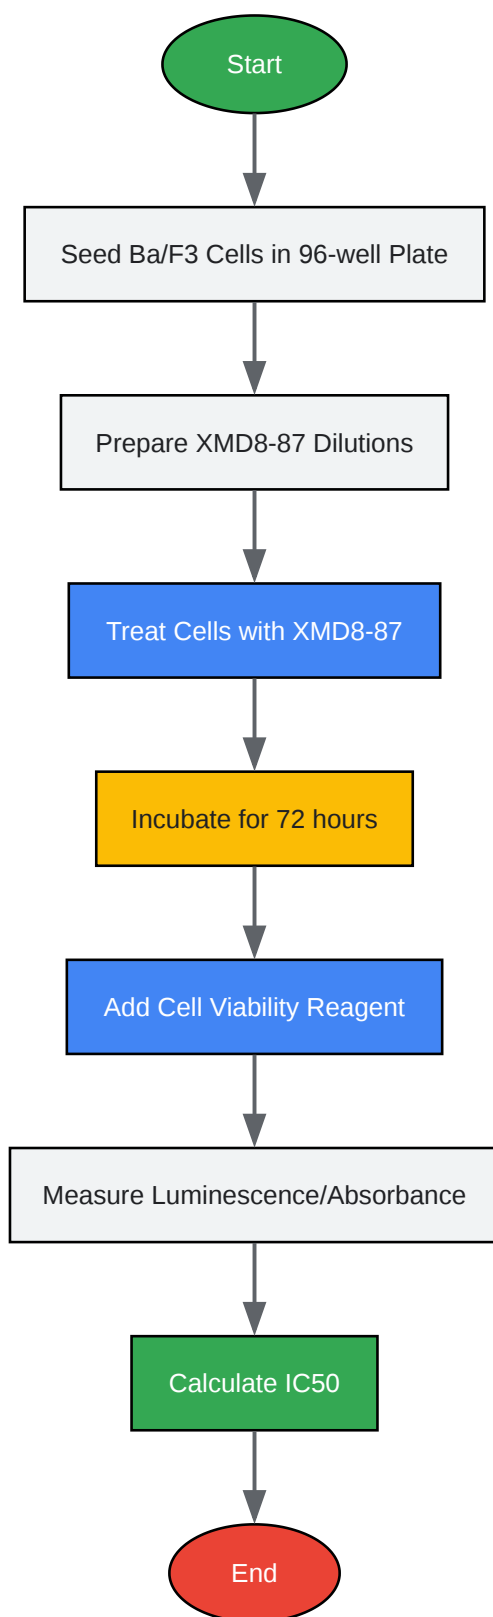 Start
Seed Ba/F3 Cells in 96-well Plate
Prepare XMD8-87 Dilutions
Treat Cells with XMD8-87
Incubate for 72 hours
Add Cell Viability Reagent
Measure Luminescence/Absorbance
Calculate IC50
End